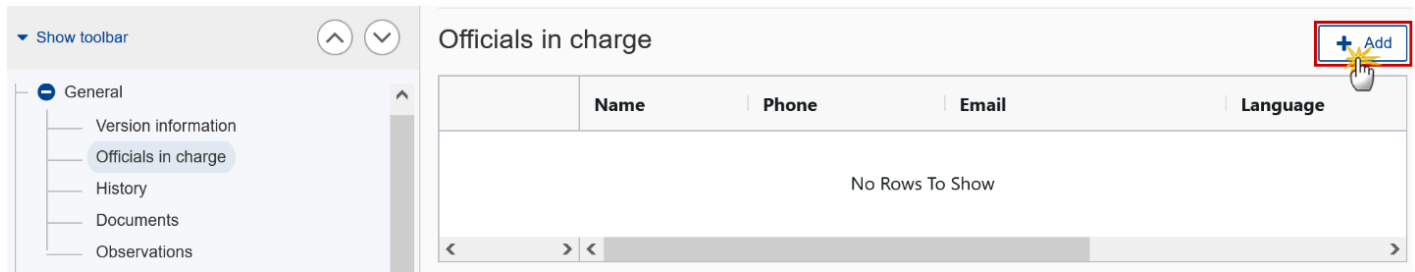 Show toolbar
General
Version information
Officials in charge
History
Documents
Observations
Officials in charge
Add
Name Phone Email Language
No Rows To Show